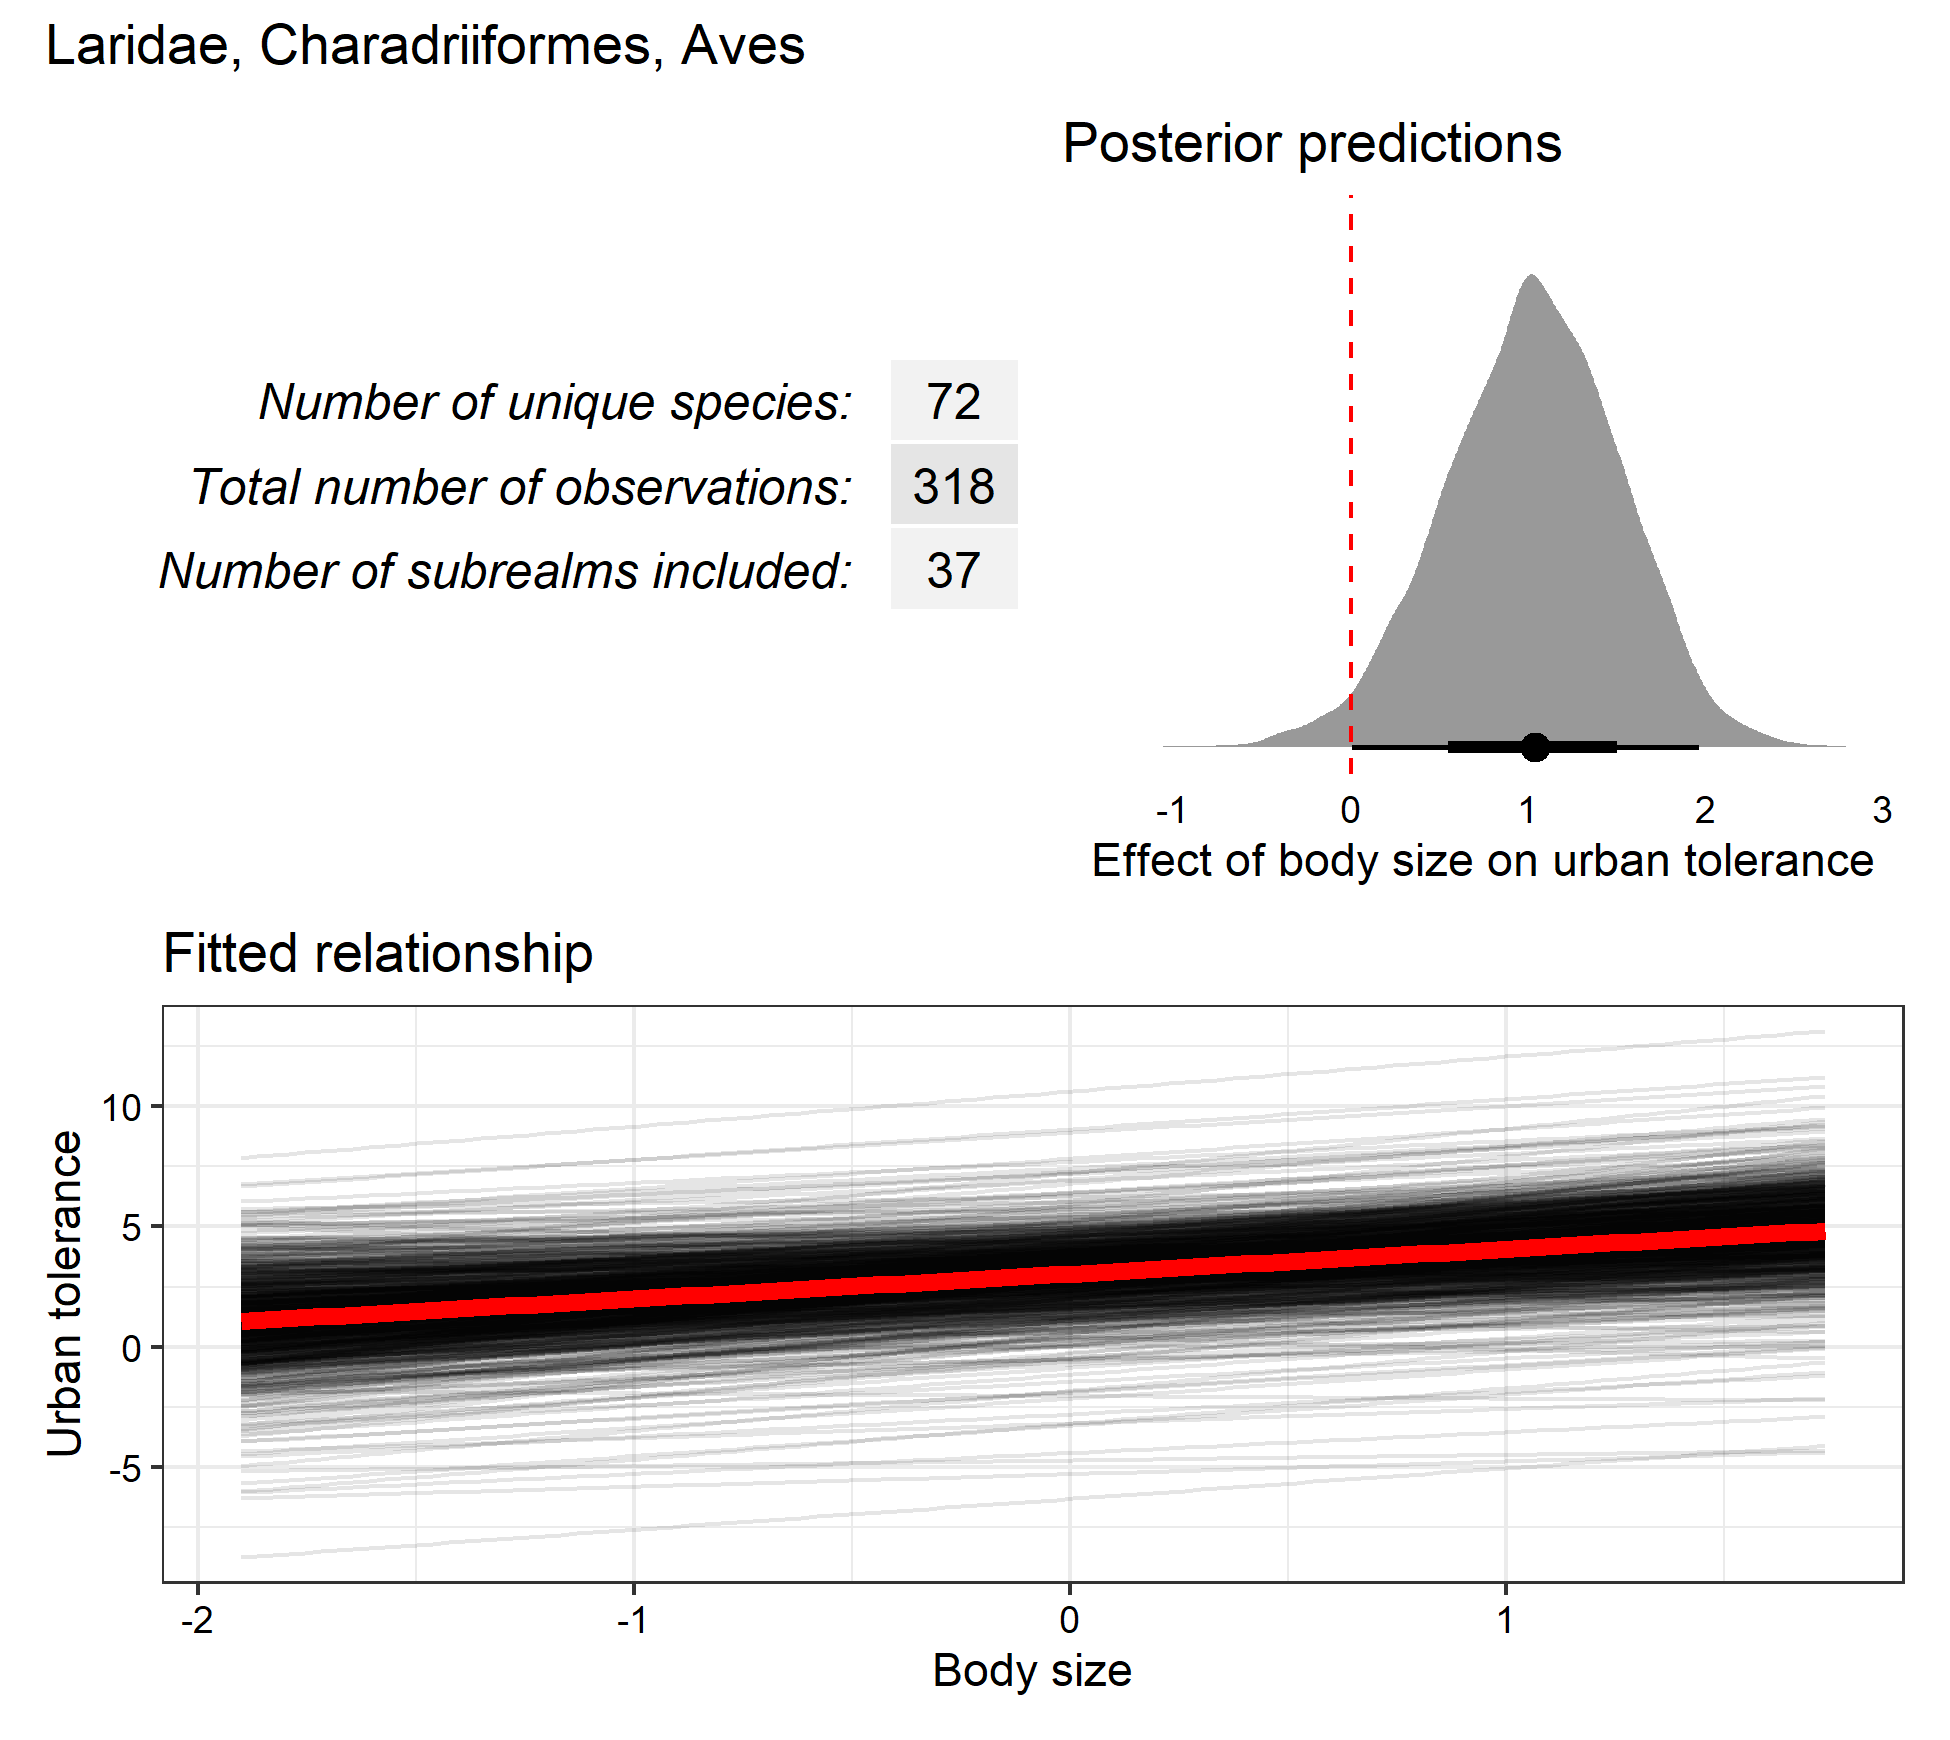 Laridae, Charadriiformes, Aves
Posterior predictions
Number of unique species: 72
Total number of observations: 318
Number of subrealms included: 37
-1 0 1 2 3
Effect of body size on urban tolerance
Fitted relationship
Urban tolerance
10
5
0
-5
-2 -1 0 1
Body size